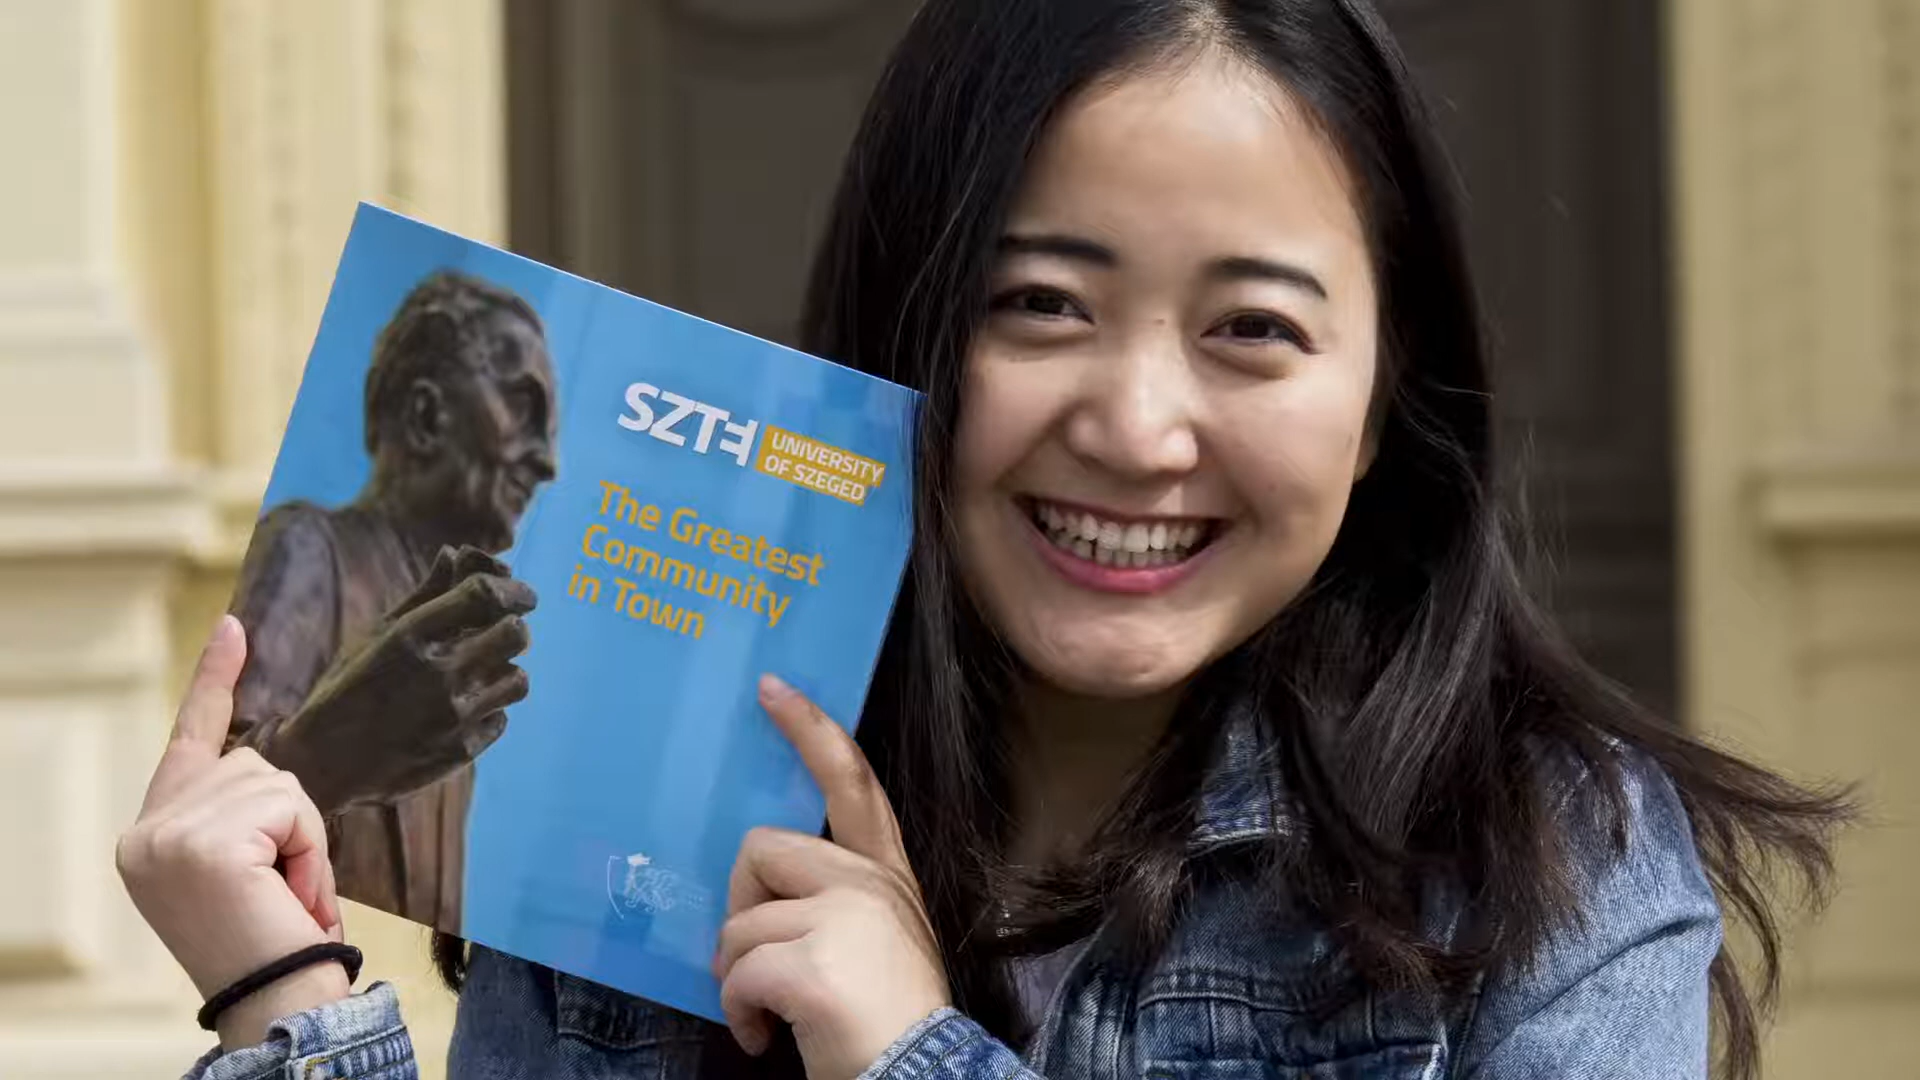 SZTE
UNIVERSITY
OF SZEGED
The Greatest
Community
in Town